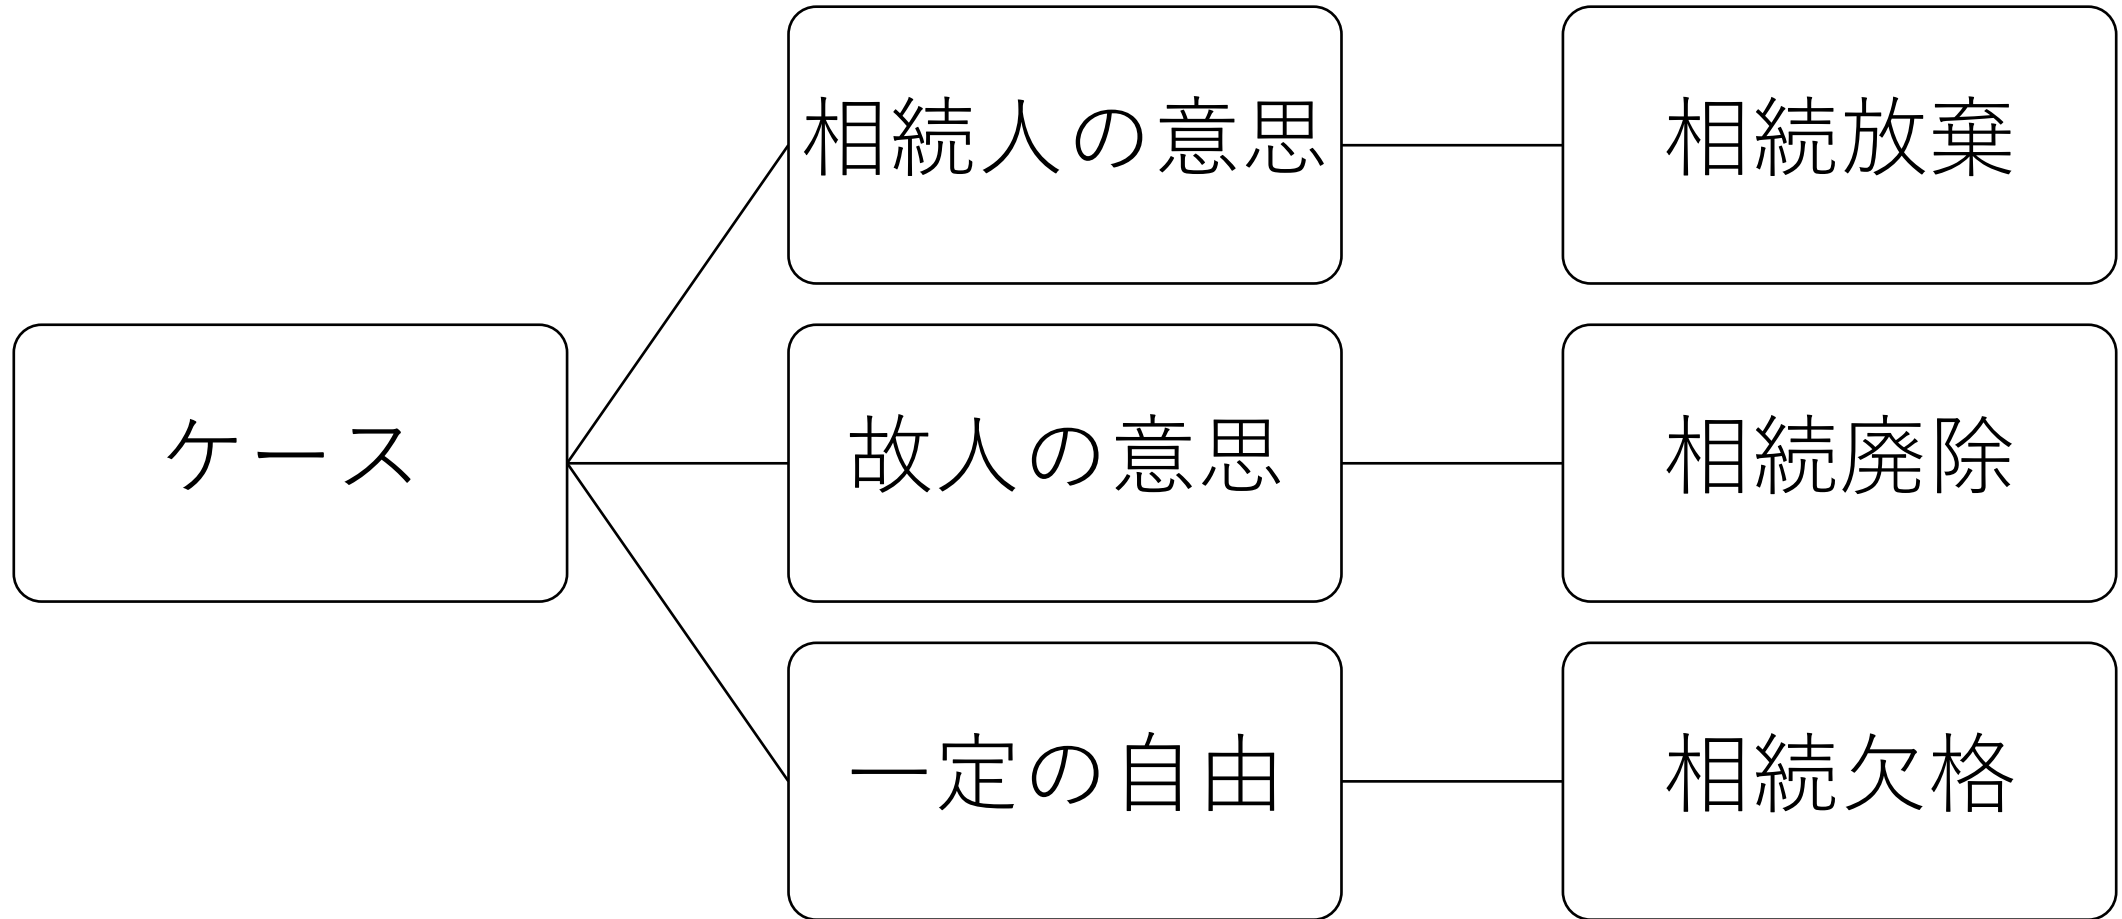 ケース
相続人の意思
相続放棄
故人の意思
相続廃除
一定の自由
相続欠格